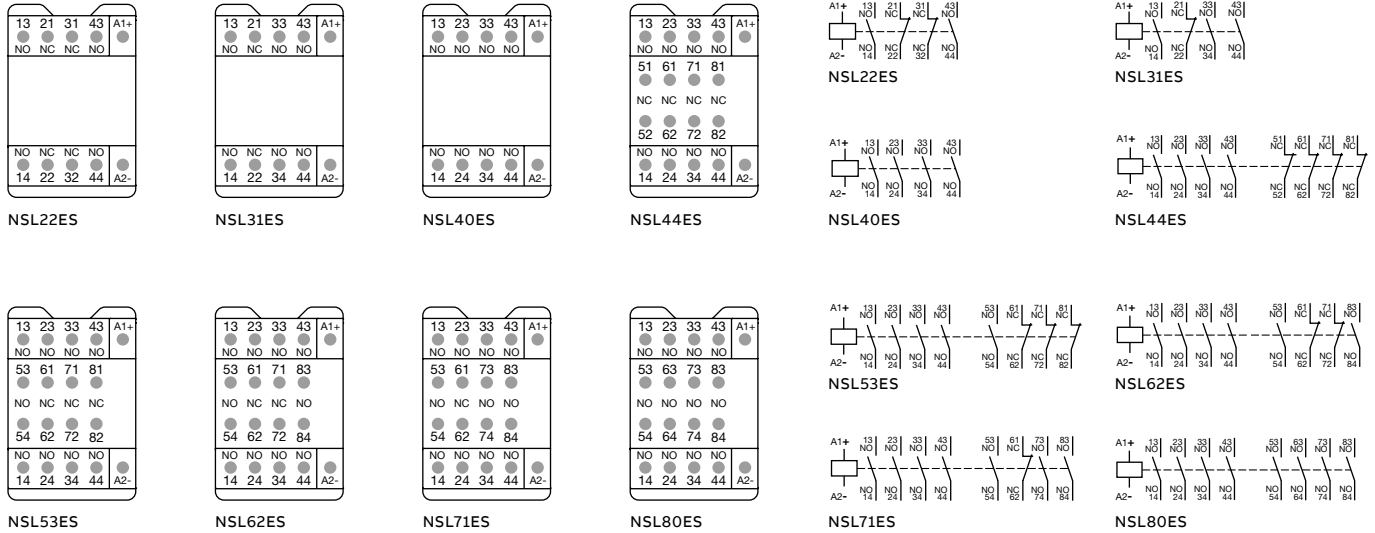 13 21 31 43 A1+
NO NC NC NO
NO NC NC NO
14 22 32 44 A2-
NSL22ES
13 21 33 43 A1+
NO NC NO NO
NO NC NO NO
14 22 34 44 A2-
NSL31ES
13 23 33 43 A1+
NO NO NO NO
NO NO NO NO
14 24 34 44 A2-
NSL40ES
13 23 33 43 A1+
NO NO NO NO
51 61 71 81
NC NC NC NC
52 62 72 82
NO NO NO NO
14 24 34 44 A2-
NSL44ES
A1+ 13 21 31 43
NO NC NC NO
NO NC NC NO
A2- 14 22 32 44
NSL22ES
A1+ 13 21 33 43
NO NC NO NO
NO NC NO NO
A2- 14 22 34 44
NSL31ES
A1+ 13 23 33 43
NO NO NO NO
NO NO NO NO
A2- 14 24 34 44
NSL40ES
A1+ 13 23 33 43 51 61 71 81
NO NO NO NO NC NC NC NC
NO NO NO NO NC NC NC NC
A2- 14 24 34 44 52 62 72 82
NSL44ES
13 23 33 43 A1+
NO NO NO NO
53 61 71 81
NO NC NC NC
54 62 72 82
NO NO NO NO
14 24 34 44 A2-
NSL53ES
13 23 33 43 A1+
NO NO NO NO
53 61 71 83
NO NC NC NO
54 62 72 84
NO NO NO NO
14 24 34 44 A2-
NSL62ES
13 23 33 43 A1+
NO NO NO NO
53 61 73 83
NO NC NO NO
54 62 74 84
NO NO NO NO
14 24 34 44 A2-
NSL71ES
13 23 33 43 A1+
NO NO NO NO
53 63 73 83
NO NO NO NO
54 64 74 84
NO NO NO NO
14 24 34 44 A2-
NSL80ES
A1+ 13 23 33 43 53 61 71 81
NO NO NO NO NO NC NC NC
NO NO NO NO NO NC NC NC
A2- 14 24 34 44 54 62 72 82
NSL53ES
A1+ 13 23 33 43 53 61 71 83
NO NO NO NO NO NC NC NO
NO NO NO NO NO NC NC NO
A2- 14 24 34 44 54 62 72 84
NSL62ES
A1+ 13 23 33 43 53 61 73 83
NO NO NO NO NO NC NO NO
NO NO NO NO NO NC NO NO
A2- 14 24 34 44 54 62 74 84
NSL71ES
A1+ 13 23 33 43 53 63 73 83
NO NO NO NO NO NO NO NO
NO NO NO NO NO NO NO NO
A2- 14 24 34 44 54 64 74 84
NSL80ES